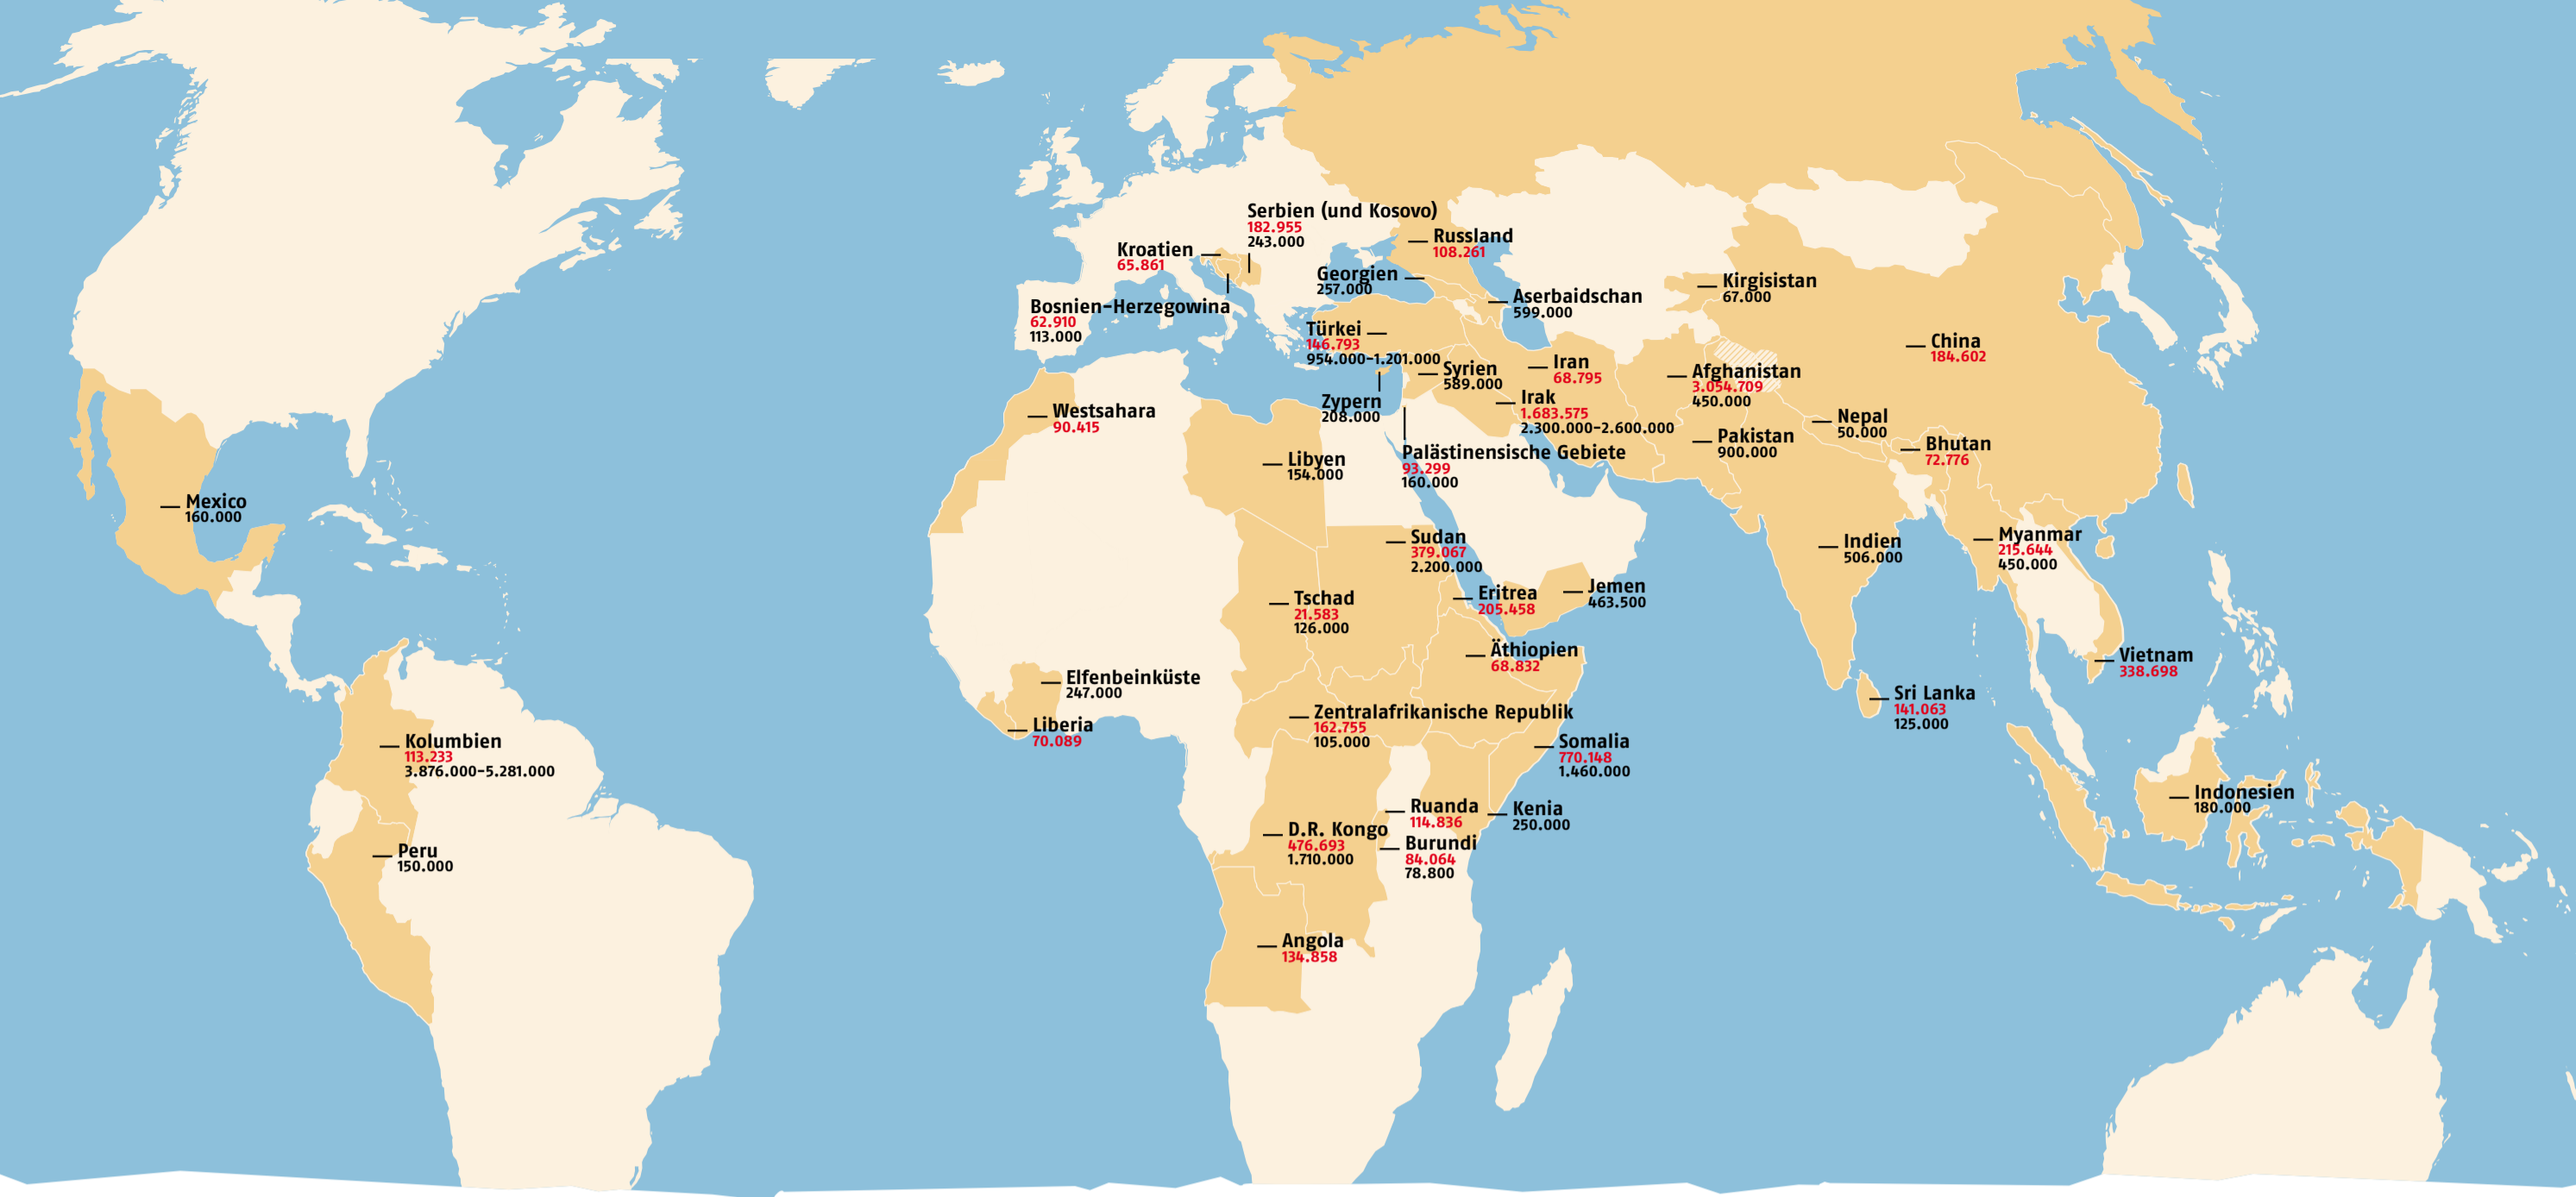 Serbien (und Kosovo)
182.955
243.000
Kroatien
65.861
Russland
108.261
Georgien
257.000
Bosnien-Herzegowina
62.910
113.000
Aserbaidschan
599.000
Kirgisistan
67.000
Türkei
146.793
954.000-1.201.000
China
184.602
Syrien
589.000
Iran
68.795
Afghanistan
3.054.709
450.000
Zypern
208.000
Irak
1.683.575
2.300.000-2.600.000
Westsahara
90.415
Nepal
50.000
Pakistan
900.000
Bhutan
72.776
Libyen
154.000
Palästinensische Gebiete
93.299
160.000
Mexico
160.000
Sudan
379.067
2.200.000
Indien
506.000
Myanmar
215.644
450.000
Jemen
463.500
Eritrea
205.458
Tschad
21.583
126.000
Äthiopien
68.832
Vietnam
338.698
Elfenbeinküste
247.000
Sri Lanka
141.063
125.000
Zentralafrikanische Republik
162.755
105.000
Liberia
70.089
Kolumbien
113.233
3.876.000-5.281.000
Somalia
770.148
1.460.000
Indonesien
180.000
Ruanda
114.836
Kenia
250.000
D.R. Kongo
476.693
1.710.000
Burundi
84.064
78.800
Peru
150.000
Angola
134.858